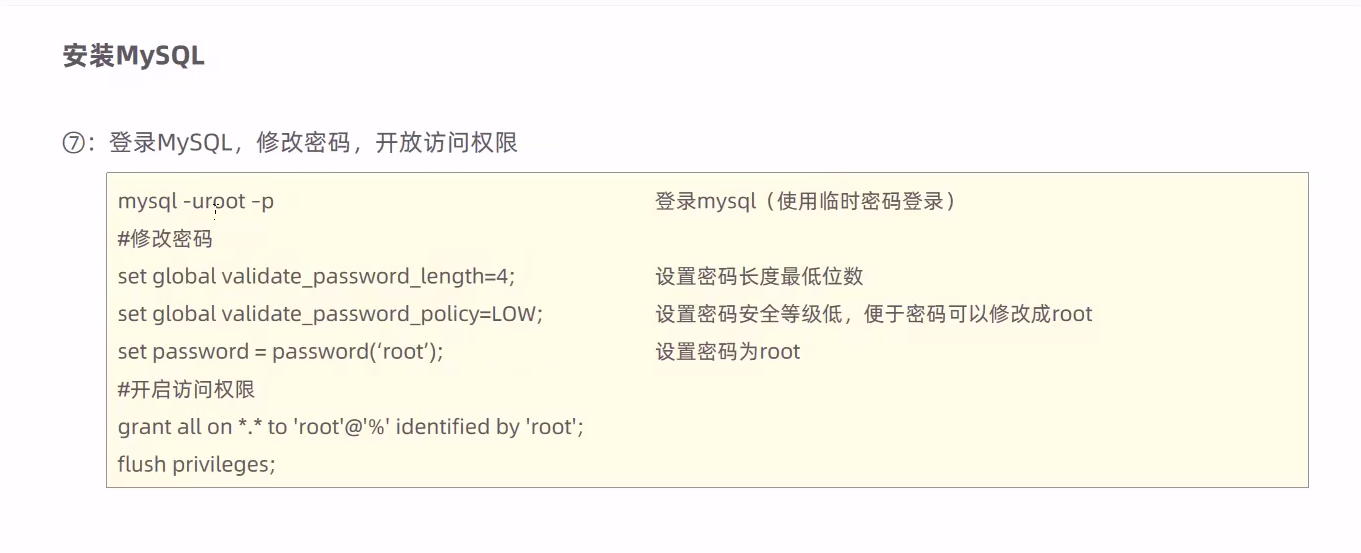 安装MySQL
⑦：登录MySQL，修改密码，开放访问权限
mysql -uroot –p 登录mysql（使用临时密码登录）
#修改密码
set global validate_password_length=4; 设置密码长度最低位数
set global validate_password_policy=LOW; 设置密码安全等级低，便于密码可以修改成root
set password = password(‘root’); 设置密码为root
#开启访问权限
grant all on *.* to 'root'@'%' identified by 'root';
flush privileges;